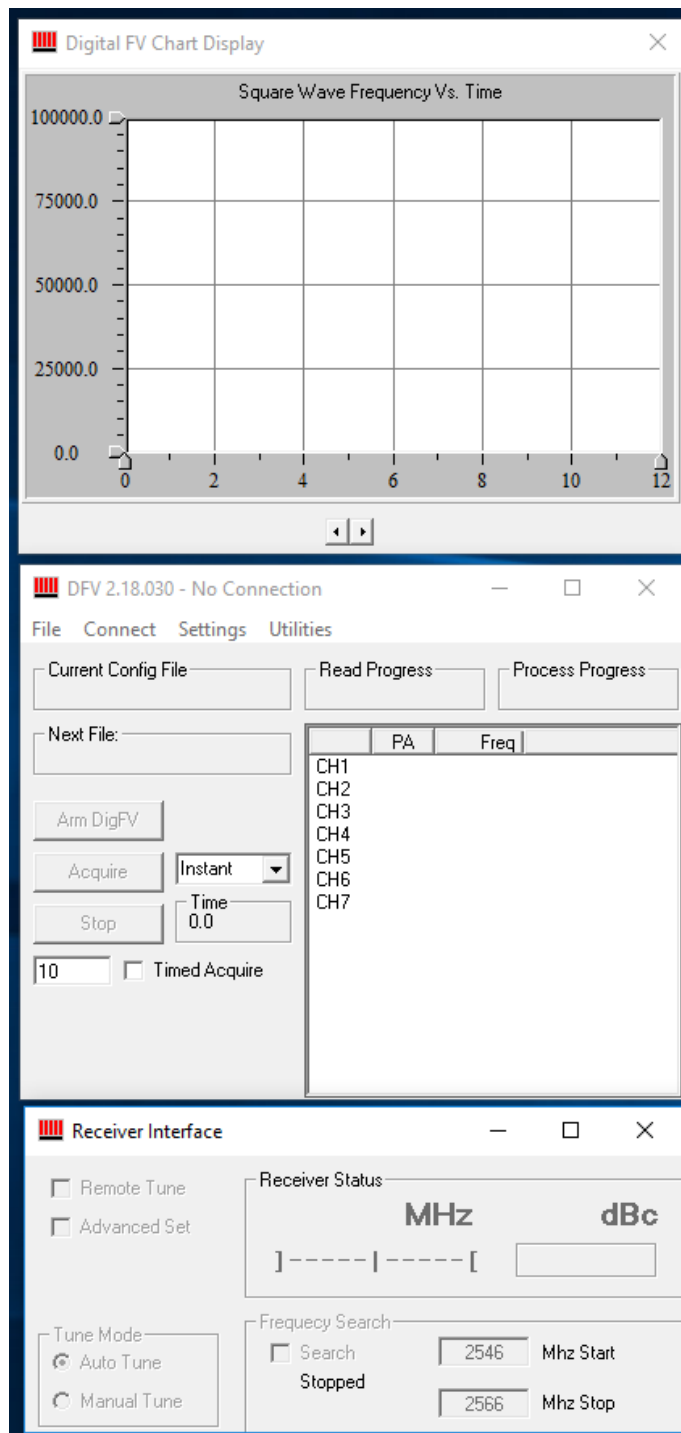 Digital FV Chart Display
Square Wave Frequency Vs. Time
100000.0
75000.0
50000.0
25000.0
0.0
0 2 4 6 8 10 12
DFV 2.18.030 - No Connection
File Connect Settings Utilities
Current Config File
Read Progress
Process Progress
Next File:
PA Freq
CH1
CH2
CH3
CH4
CH5
CH6
CH7
Arm DigFV
Acquire
Instant
Stop
Time
0.0
10
Timed Acquire
Receiver Interface
Remote Tune
Advanced Set
Receiver Status
MHz dBc
]-----|-----[
Tune Mode
Auto Tune
Manual Tune
Frequecy Search
Search
Stopped
2546 Mhz Start
2566 Mhz Stop